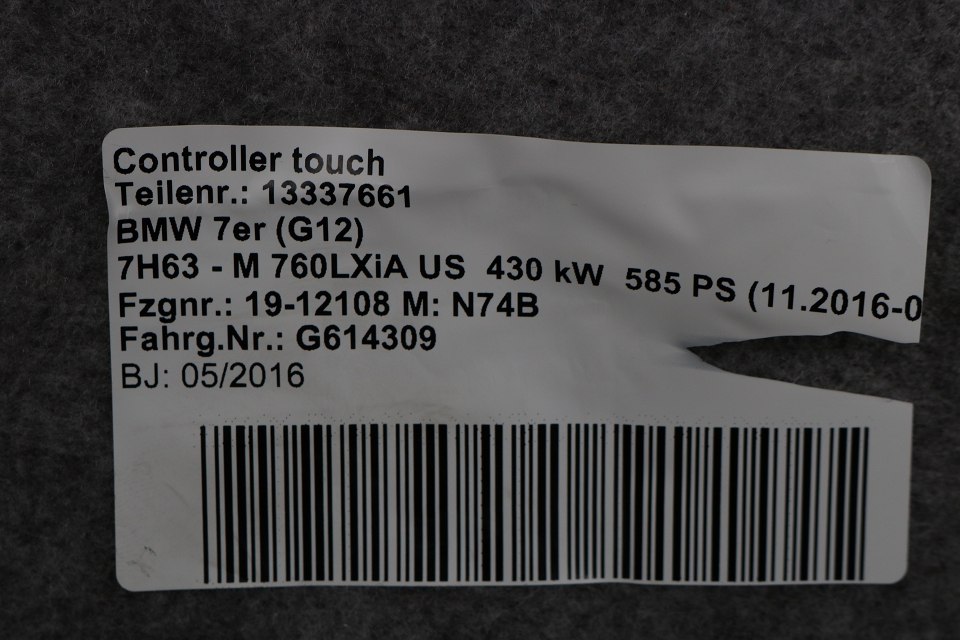 Controller touch
Teilenr.: 13337661
BMW 7er (G12)
7H63 - M 760LXiA US 430 kW 585 PS (11.2016-0
Fzgnr.: 19-12108 M: N74B
Fahrg.Nr.: G614309
BJ: 05/2016